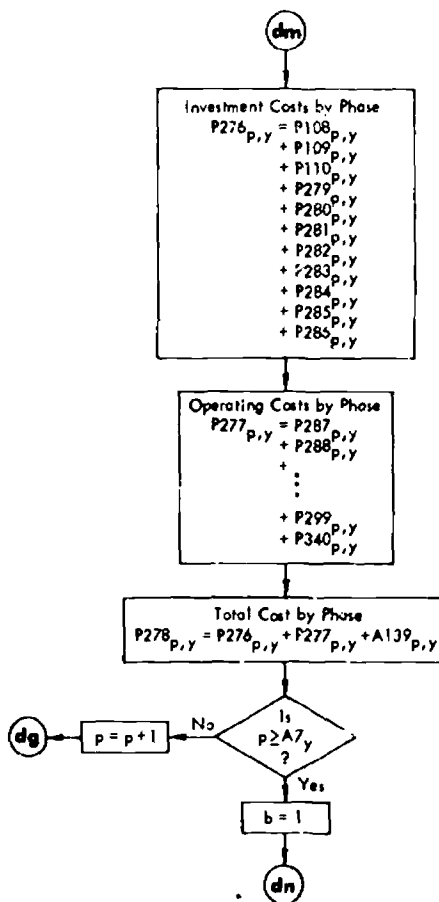 dm
Investment Costs by Phase
P276p,y = P108p,y
+ P109p,y
+ P110p,y
+ P279p,y
+ P280p,y
+ P281p,y
+ P282p,y
+ P283p,y
+ P284p,y
+ P285p,y
+ P286p,y
Operating Costs by Phase
P277p,y = P287p,y
+ P288p,y
+
⋮
+ P299p,y
+ P340p,y
Total Cost by Phase
P278p,y = P276p,y + P277p,y + A139p,y
Is
p ≥ A7y
?
No
p = p + 1
dg
Yes
b = 1
dn